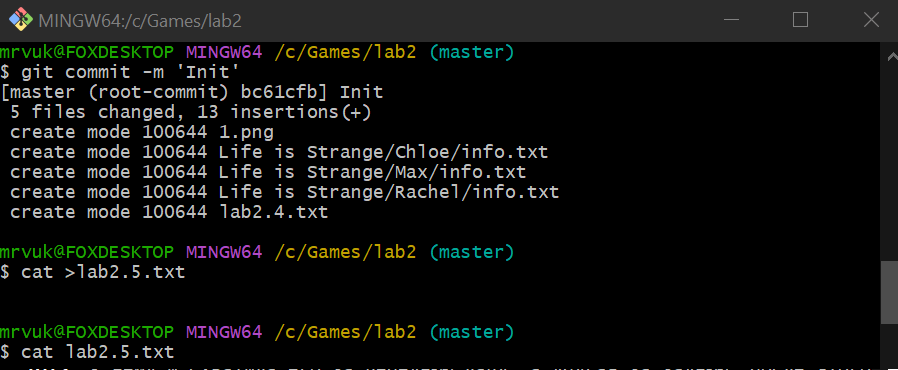 MINGW64:/c/Games/lab2
mrvuk@FOXDESKTOP MINGW64 /c/Games/lab2 (master)
$ git commit -m 'Init'
[master (root-commit) bc61cfb] Init
5 files changed, 13 insertions(+)
create mode 100644 1.png
create mode 100644 Life is Strange/Chloe/info.txt
create mode 100644 Life is Strange/Max/info.txt
create mode 100644 Life is Strange/Rachel/info.txt
create mode 100644 lab2.4.txt
mrvuk@FOXDESKTOP MINGW64 /c/Games/lab2 (master)
$ cat >lab2.5.txt
mrvuk@FOXDESKTOP MINGW64 /c/Games/lab2 (master)
$ cat lab2.5.txt